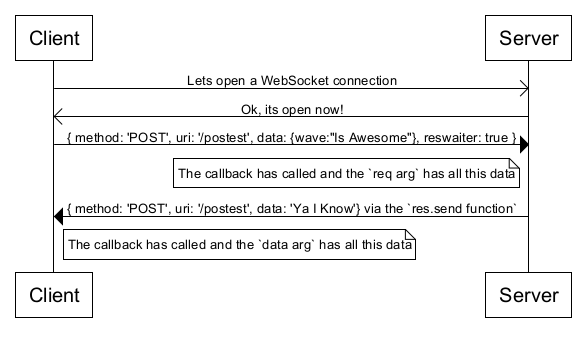 Client
Server
Lets open a WebSocket connection
Ok, its open now!
{ method: 'POST', uri: '/postest', data: {wave:"Is Awesome"}, reswaiter: true }
The callback has called and the `req arg` has all this data
{ method: 'POST', uri: '/postest', data: 'Ya I Know'} via the `res.send function`
The callback has called and the `data arg` has all this data
Client
Server